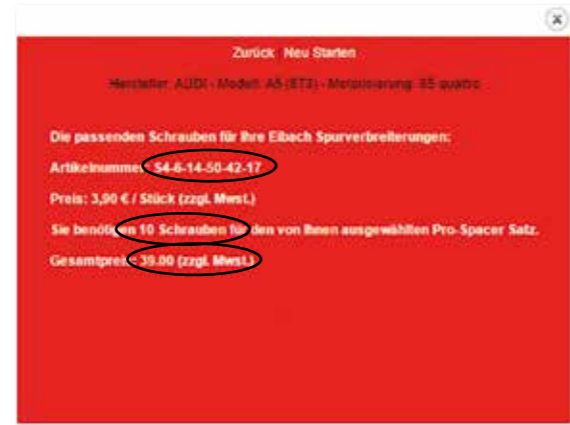 Zurück Neu Starten
Hersteller: AUDI - Modell: A5 (8T3) - Motorisierung: S5 quattro
Die passenden Schrauben für Ihre Eibach Spurverbreiterungen:
Artikelnummer: S4-6-14-50-42-17
Preis: 3,90 € / Stück (zzgl. Mwst.)
Sie benötigen 10 Schrauben für den von Ihnen ausgewählten Pro-Spacer Satz.
Gesamtpreis: 39.00 (zzgl. Mwst.)